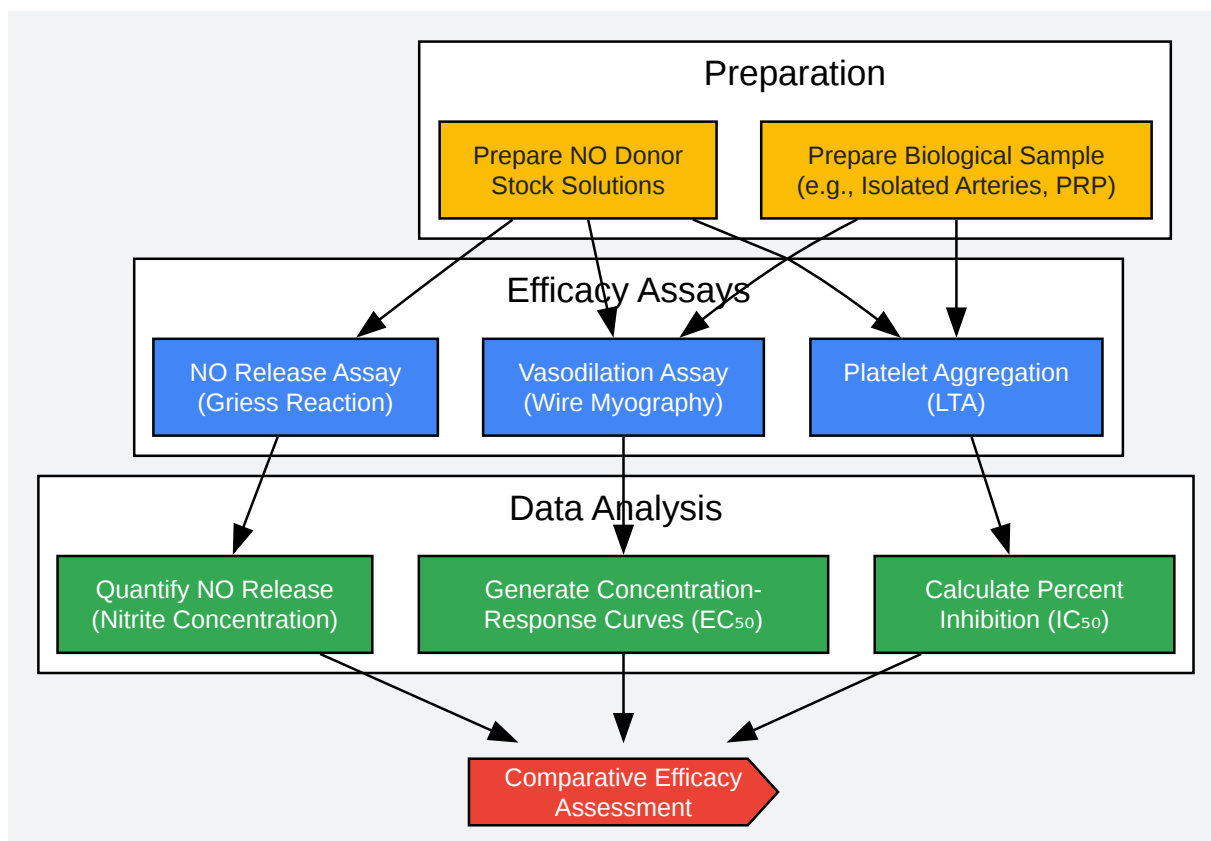 Preparation
Prepare NO Donor
Stock Solutions
Prepare Biological Sample
(e.g., Isolated Arteries, PRP)
Efficacy Assays
NO Release Assay
(Griess Reaction)
Vasodilation Assay
(Wire Myography)
Platelet Aggregation
(LTA)
Data Analysis
Quantify NO Release
(Nitrite Concentration)
Generate Concentration-
Response Curves (EC₅₀)
Calculate Percent
Inhibition (IC₅₀)
Comparative Efficacy
Assessment